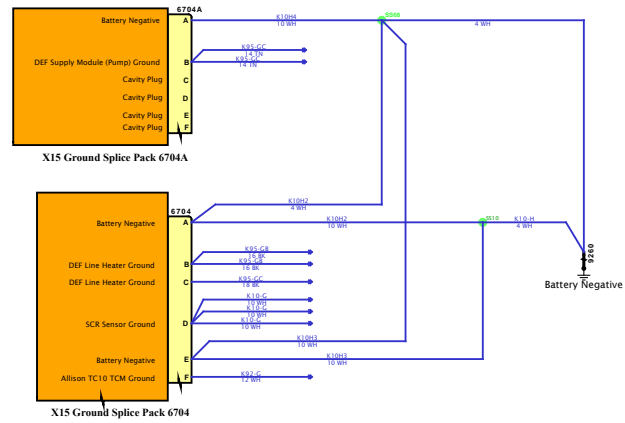 6704A
Battery Negative A K10H4 SS48
10 WH 4 WH
K95-GC
14 TN
DEF Supply Module (Pump) Ground B K95-GC
14 TN
Cavity Plug C
Cavity Plug D
Cavity Plug E
Cavity Plug F
X15 Ground Splice Pack 6704A
6704
K10H2
4 WH
Battery Negative A K10H2 SS10 K10-H
10 WH 4 WH
9260
K95-GB
16 BK
DEF Line Heater Ground B K95-GB
16 BK
DEF Line Heater Ground C K95-GC
18 BK
Battery Negative
K10-G
10 WH
K10-G
10 WH
SCR Sensor Ground D K10-G
10 WH
K10H3
10 WH
Battery Negative E K10H3
10 WH
Allison TC10 TCM Ground F K92-G
12 WH
X15 Ground Splice Pack 6704